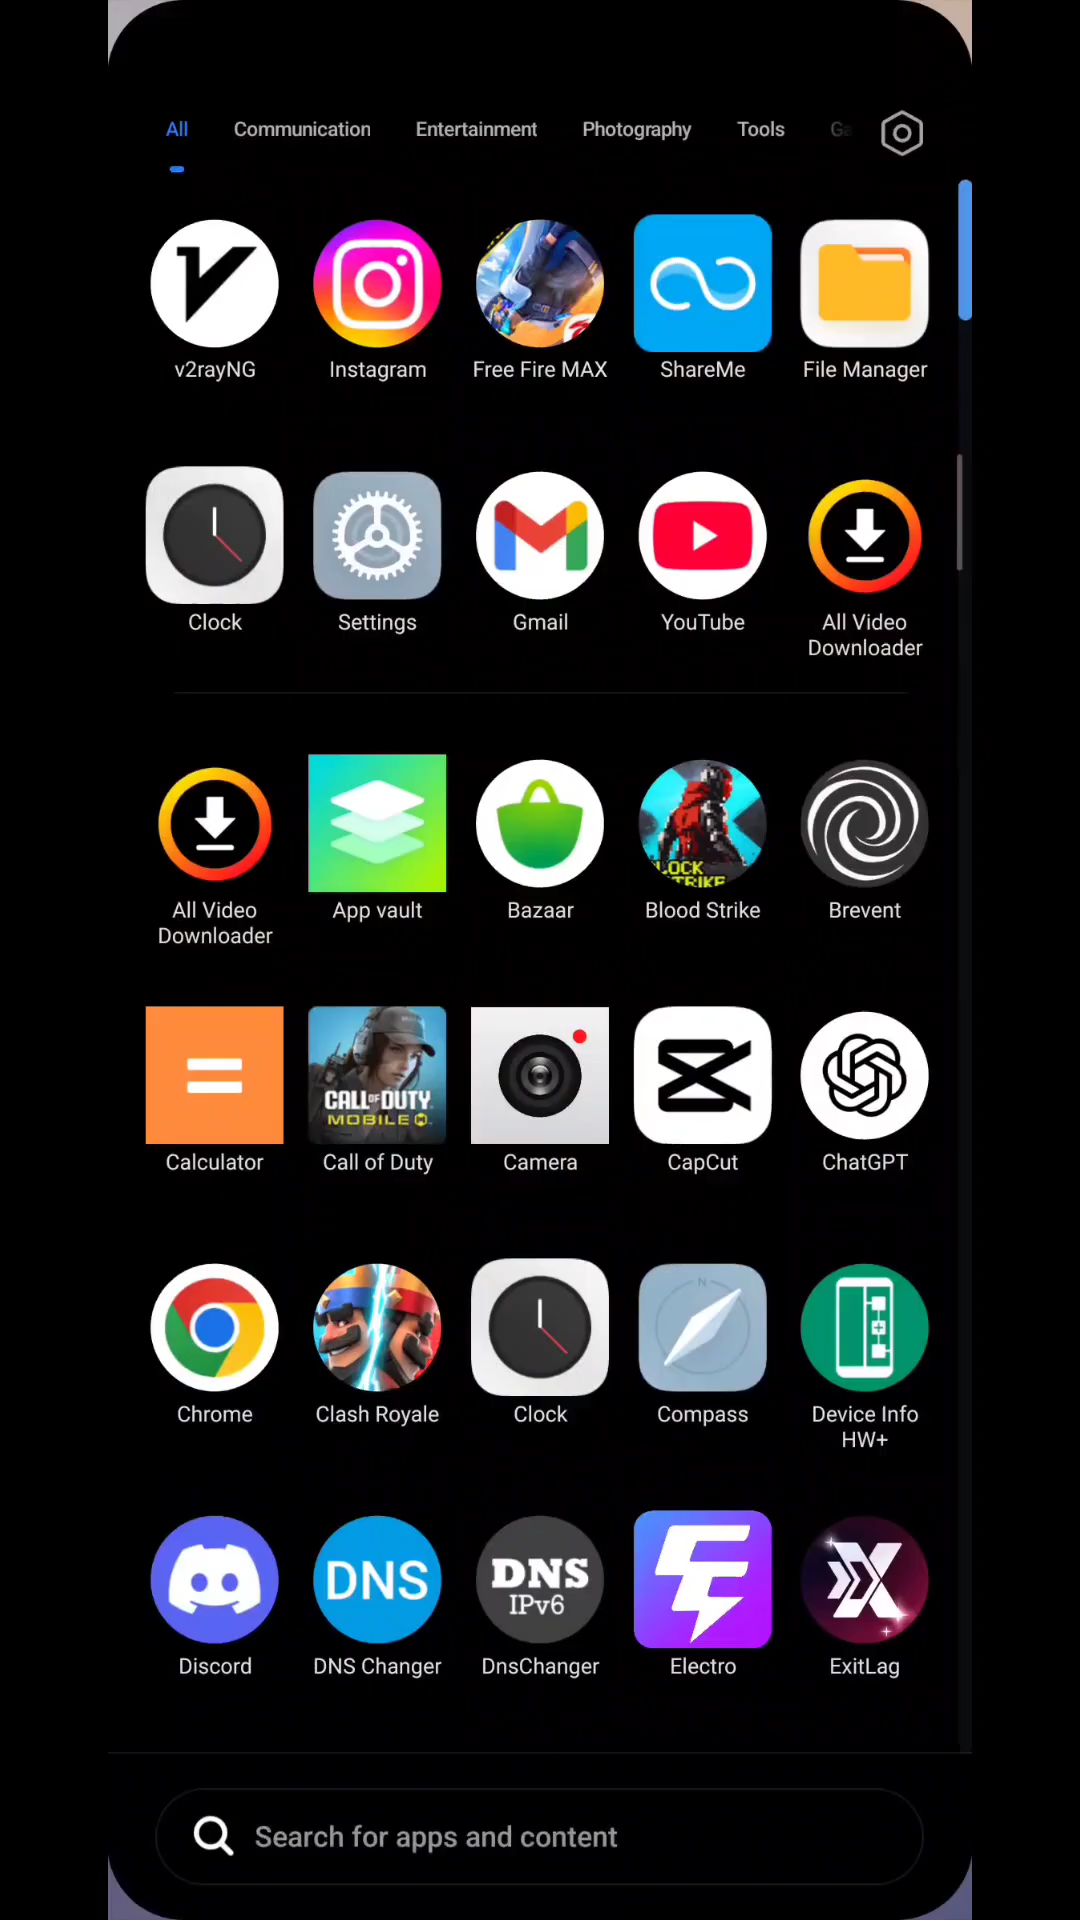 All Communication Entertainment Photography Tools
v2rayNG Instagram Free Fire MAX ShareMe File Manager
Clock Settings Gmail YouTube All Video
Downloader
LOCK
STRIKE
All Video App vault Bazaar Blood Strike Brevent
Downloader
CALL OF DUTY
MOBILE
Calculator Call of Duty Camera CapCut ChatGPT
N
Chrome Clash Royale Clock Compass Device Info
HW+
DNS DNS
IPv6
Discord DNS Changer DnsChanger Electro ExitLag
Search for apps and content